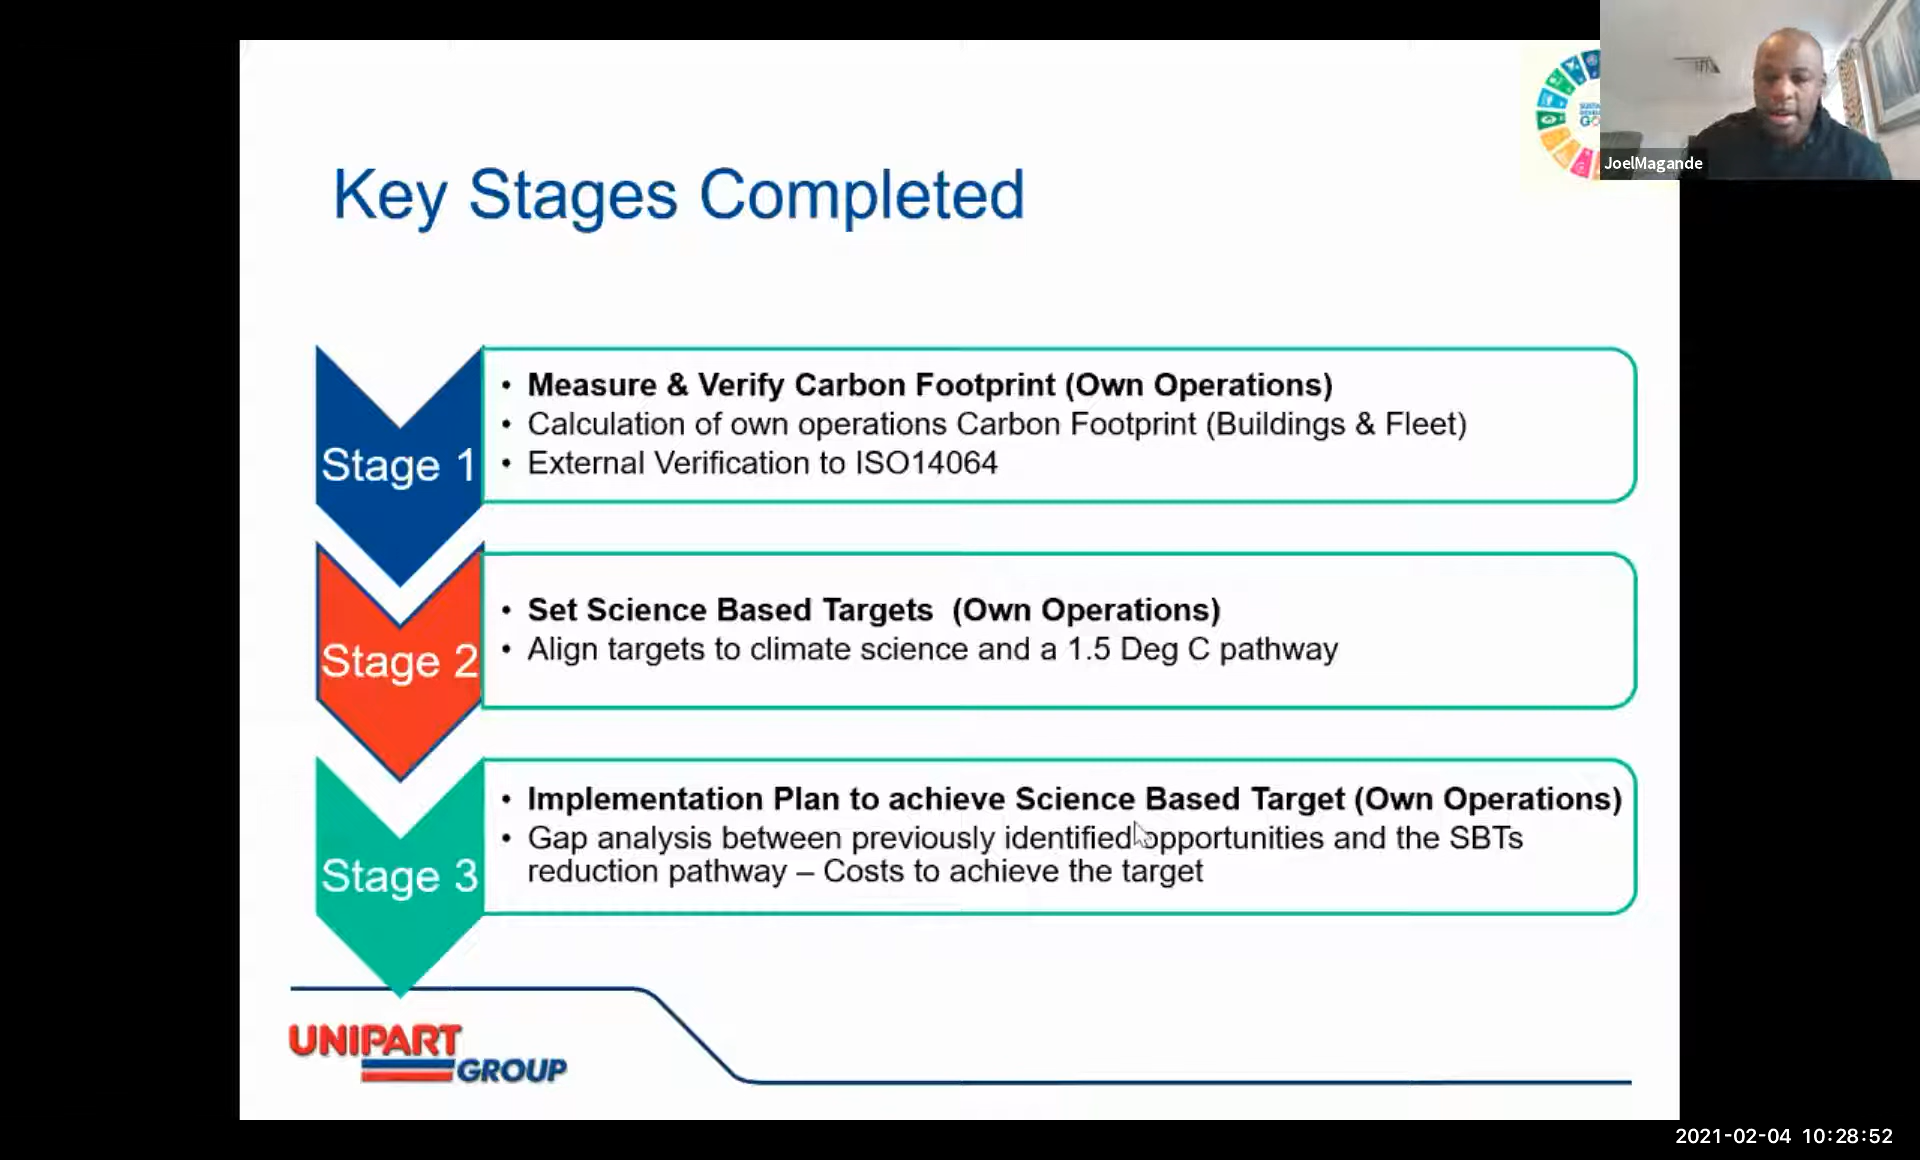 JoelMagande
Key Stages Completed
Stage 1
• Measure & Verify Carbon Footprint (Own Operations)
• Calculation of own operations Carbon Footprint (Buildings & Fleet)
• External Verification to ISO14064
Stage 2
• Set Science Based Targets (Own Operations)
• Align targets to climate science and a 1.5 Deg C pathway
Stage 3
• Implementation Plan to achieve Science Based Target (Own Operations)
• Gap analysis between previously identified opportunities and the SBTs
reduction pathway – Costs to achieve the target
UNIPART
GROUP
2021-02-04 10:28:52